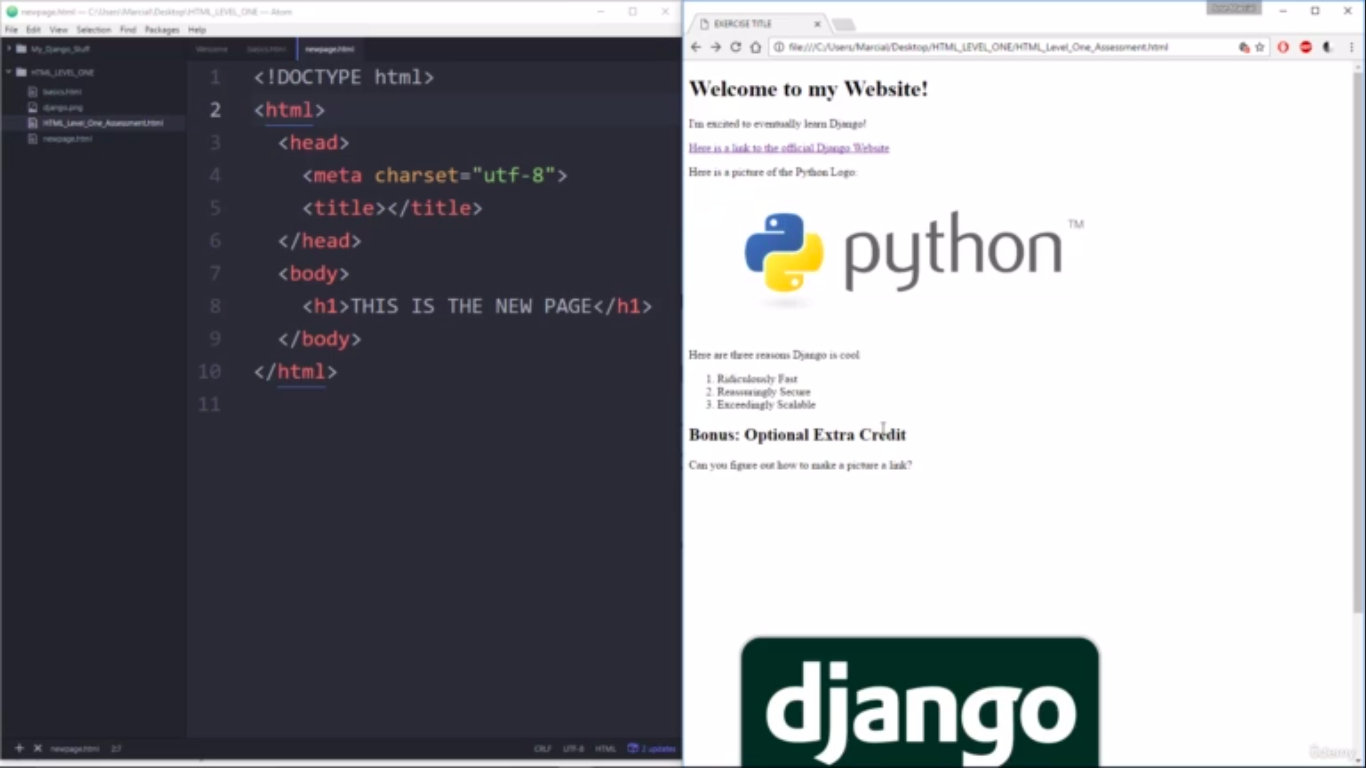 newpage.html — C:\Users\Marcial\Desktop\HTML_LEVEL_ONE — Atom
File Edit View Selection Find Packages Help
My_Django_Stuff
HTML_LEVEL_ONE
basics.html
django.png
HTML_Level_One_Assessment.html
newpage.html
Welcome basics.html newpage.html
1 <!DOCTYPE html>
2 <html>
3 <head>
4 <meta charset="utf-8">
5 <title></title>
6 </head>
7 <body>
8 <h1>THIS IS THE NEW PAGE</h1>
9 </body>
10 </html>
11
newpage.html 2:7 CRLF UTF-8 HTML 2 updates
EXERCISE TITLE
file:///C:/Users/Marcial/Desktop/HTML_LEVEL_ONE/HTML_Level_One_Assessment.html
Welcome to my Website!
I'm excited to eventually learn Django!
Here is a link to the official Django Website
Here is a picture of the Python Logo:
python TM
Here are three reasons Django is cool
1. Ridiculously Fast
2. Reassuringly Secure
3. Exceedingly Scalable
Bonus: Optional Extra Credit
Can you figure out how to make a picture a link?
django
ûdemy